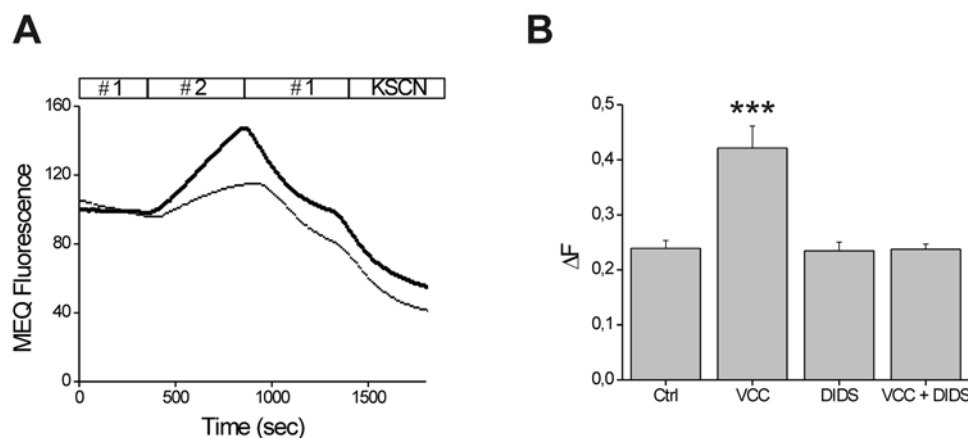 A
#1 #2 #1 KSCN
160
120
80
40
0
MEQ Fluorescence
0 500 1000 1500
Time (sec)
B
0,5
0,4
0,3
0,2
0,1
0,0
ΔF
***
Ctrl VCC DIDS VCC + DIDS